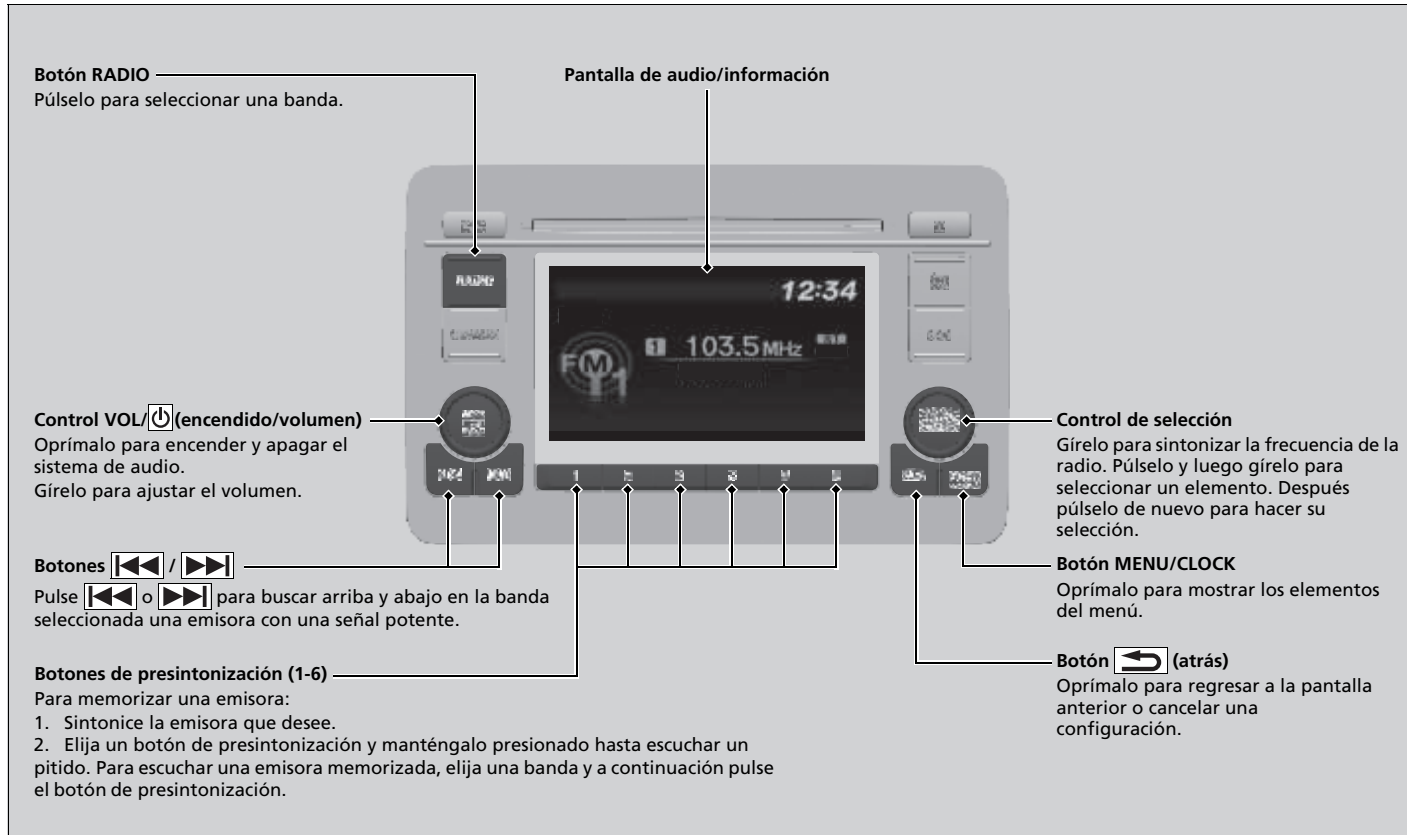 Botón RADIO
Púlselo para seleccionar una banda.
Pantalla de audio/información
RADIO
12:34
FM1
1 103.5 MHz
Control VOL/ (encendido/volumen)
Oprímalo para encender y apagar el
sistema de audio.
Gírelo para ajustar el volumen.
1
Control de selección
Gírelo para sintonizar la frecuencia de la
radio. Púlselo y luego gírelo para
seleccionar un elemento. Después
púlselo de nuevo para hacer su
selección.
Botones /
Pulse o para buscar arriba y abajo en la banda
seleccionada una emisora con una señal potente.
Botón MENU/CLOCK
Oprímalo para mostrar los elementos
del menú.
Botones de presintonización (1-6)
Para memorizar una emisora:
1. Sintonice la emisora que desee.
2. Elija un botón de presintonización y manténgalo presionado hasta escuchar un
pitido. Para escuchar una emisora memorizada, elija una banda y a continuación pulse
el botón de presintonización.
Botón (atrás)
Oprímalo para regresar a la pantalla
anterior o cancelar una
configuración.